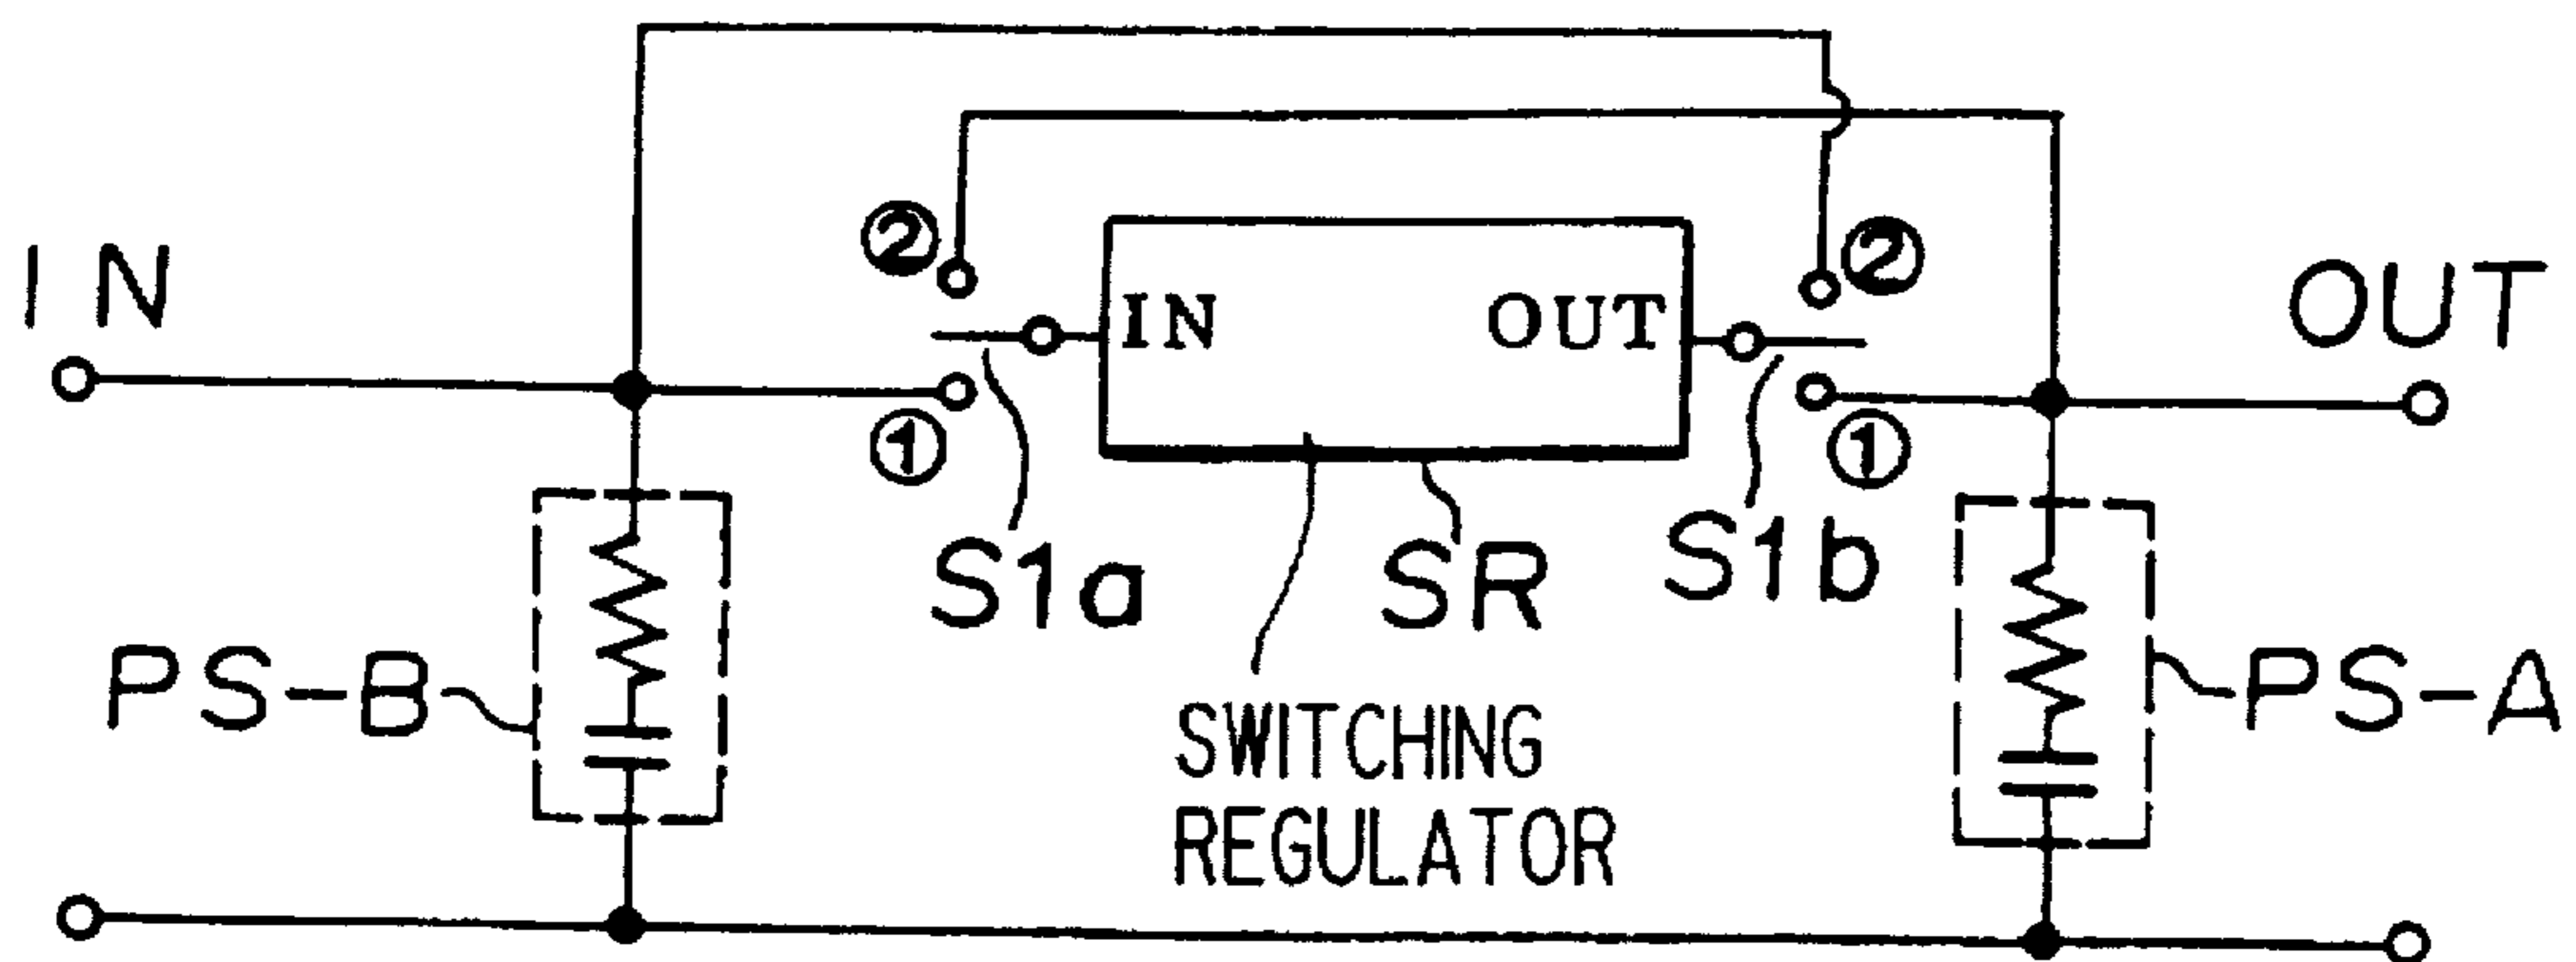 IN
②
IN
OUT
②
OUT
①
①
S1a
SR
S1b
PS-B
SWITCHING
REGULATOR
PS-A